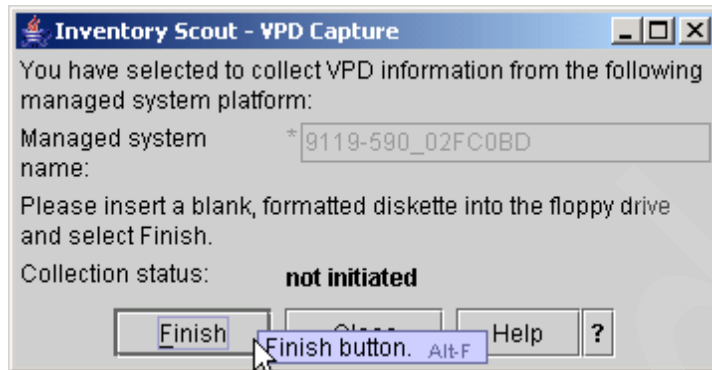 Inventory Scout - VPD Capture
You have selected to collect VPD information from the following
managed system platform:
Managed system
name:
* 9119-590_02FC0BD
Please insert a blank, formatted diskette into the floppy drive
and select Finish.
Collection status: not initiated
Finish Help ?
Finish button. Alt-F